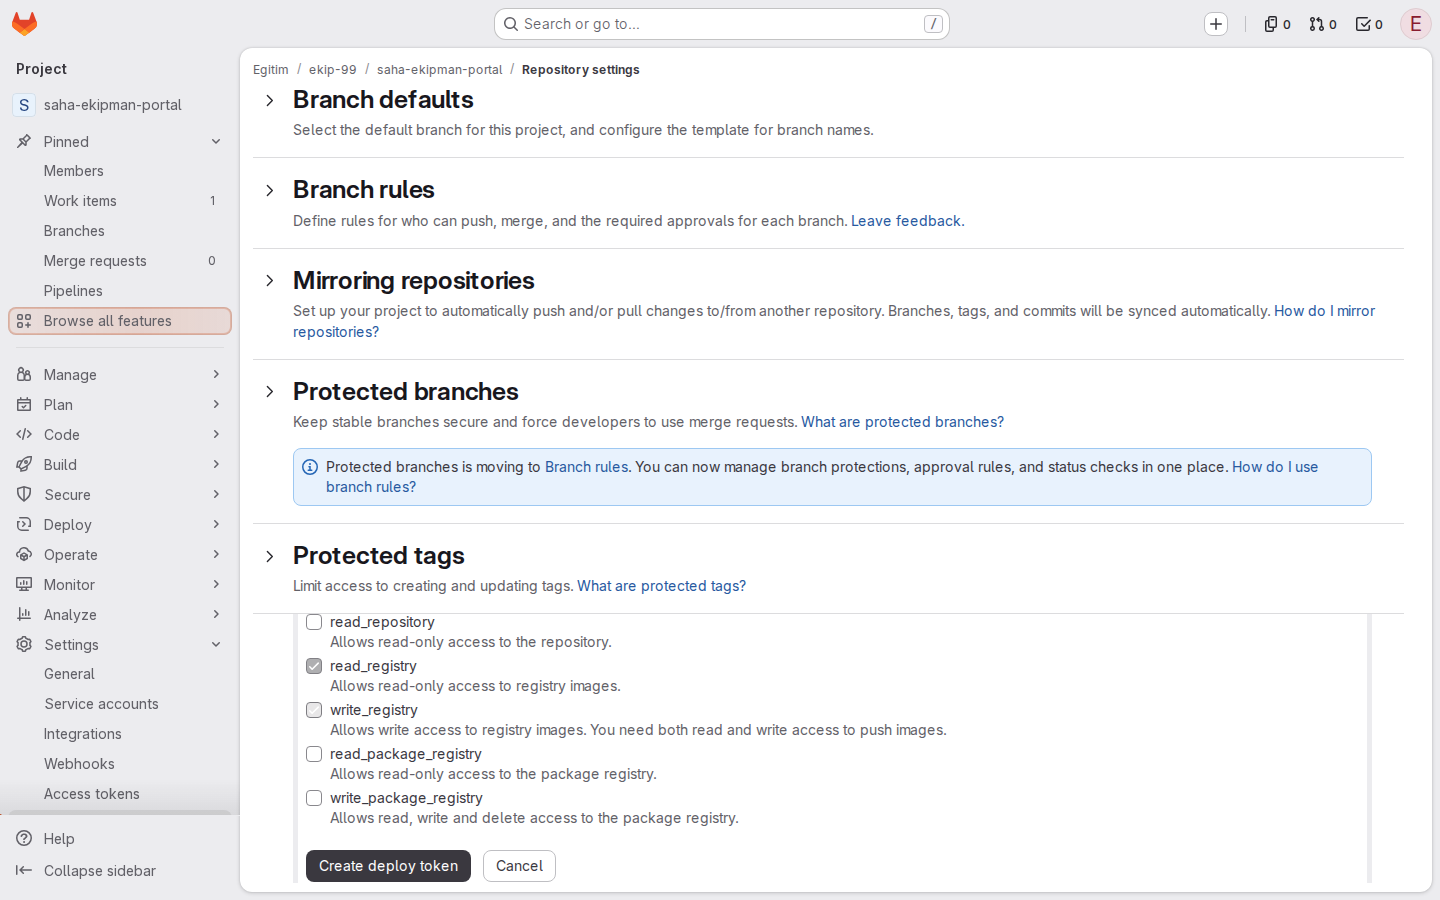 Search or go to...
/
0
0
0
E
Project
S
saha-ekipman-portal
Pinned
Members
Work items
1
Branches
Merge requests
0
Pipelines
Browse all features
Manage
Plan
Code
Build
Secure
Deploy
Operate
Monitor
Analyze
Settings
General
Service accounts
Integrations
Webhooks
Access tokens
Help
Collapse sidebar
Egitim / ekip-99 / saha-ekipman-portal / Repository settings
Branch defaults
Select the default branch for this project, and configure the template for branch names.
Branch rules
Define rules for who can push, merge, and the required approvals for each branch. Leave feedback.
Mirroring repositories
Set up your project to automatically push and/or pull changes to/from another repository. Branches, tags, and commits will be synced automatically. How do I mirror
repositories?
Protected branches
Keep stable branches secure and force developers to use merge requests. What are protected branches?
Protected branches is moving to Branch rules. You can now manage branch protections, approval rules, and status checks in one place. How do I use
branch rules?
Protected tags
Limit access to creating and updating tags. What are protected tags?
read_repository
Allows read-only access to the repository.
read_registry
Allows read-only access to registry images.
write_registry
Allows write access to registry images. You need both read and write access to push images.
read_package_registry
Allows read-only access to the package registry.
write_package_registry
Allows read, write and delete access to the package registry.
Create deploy token
Cancel